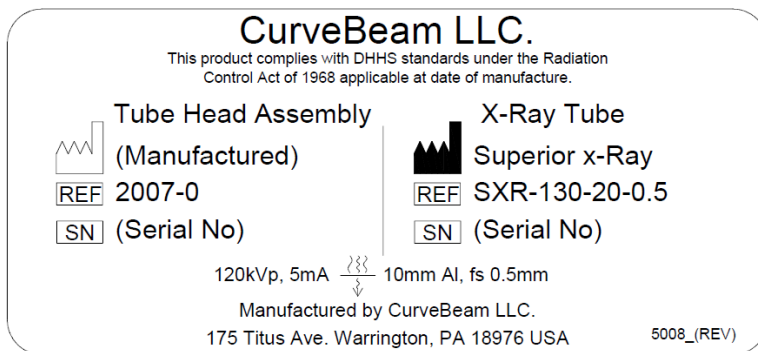 CurveBeam LLC.
This product complies with DHHS standards under the Radiation
Control Act of 1968 applicable at date of manufacture.
Tube Head Assembly
(Manufactured)
REF 2007-0
SN (Serial No)
X-Ray Tube
Superior x-Ray
REF SXR-130-20-0.5
SN (Serial No)
120kVp, 5mA 10mm Al, fs 0.5mm
Manufactured by CurveBeam LLC.
175 Titus Ave. Warrington, PA 18976 USA
5008_(REV)